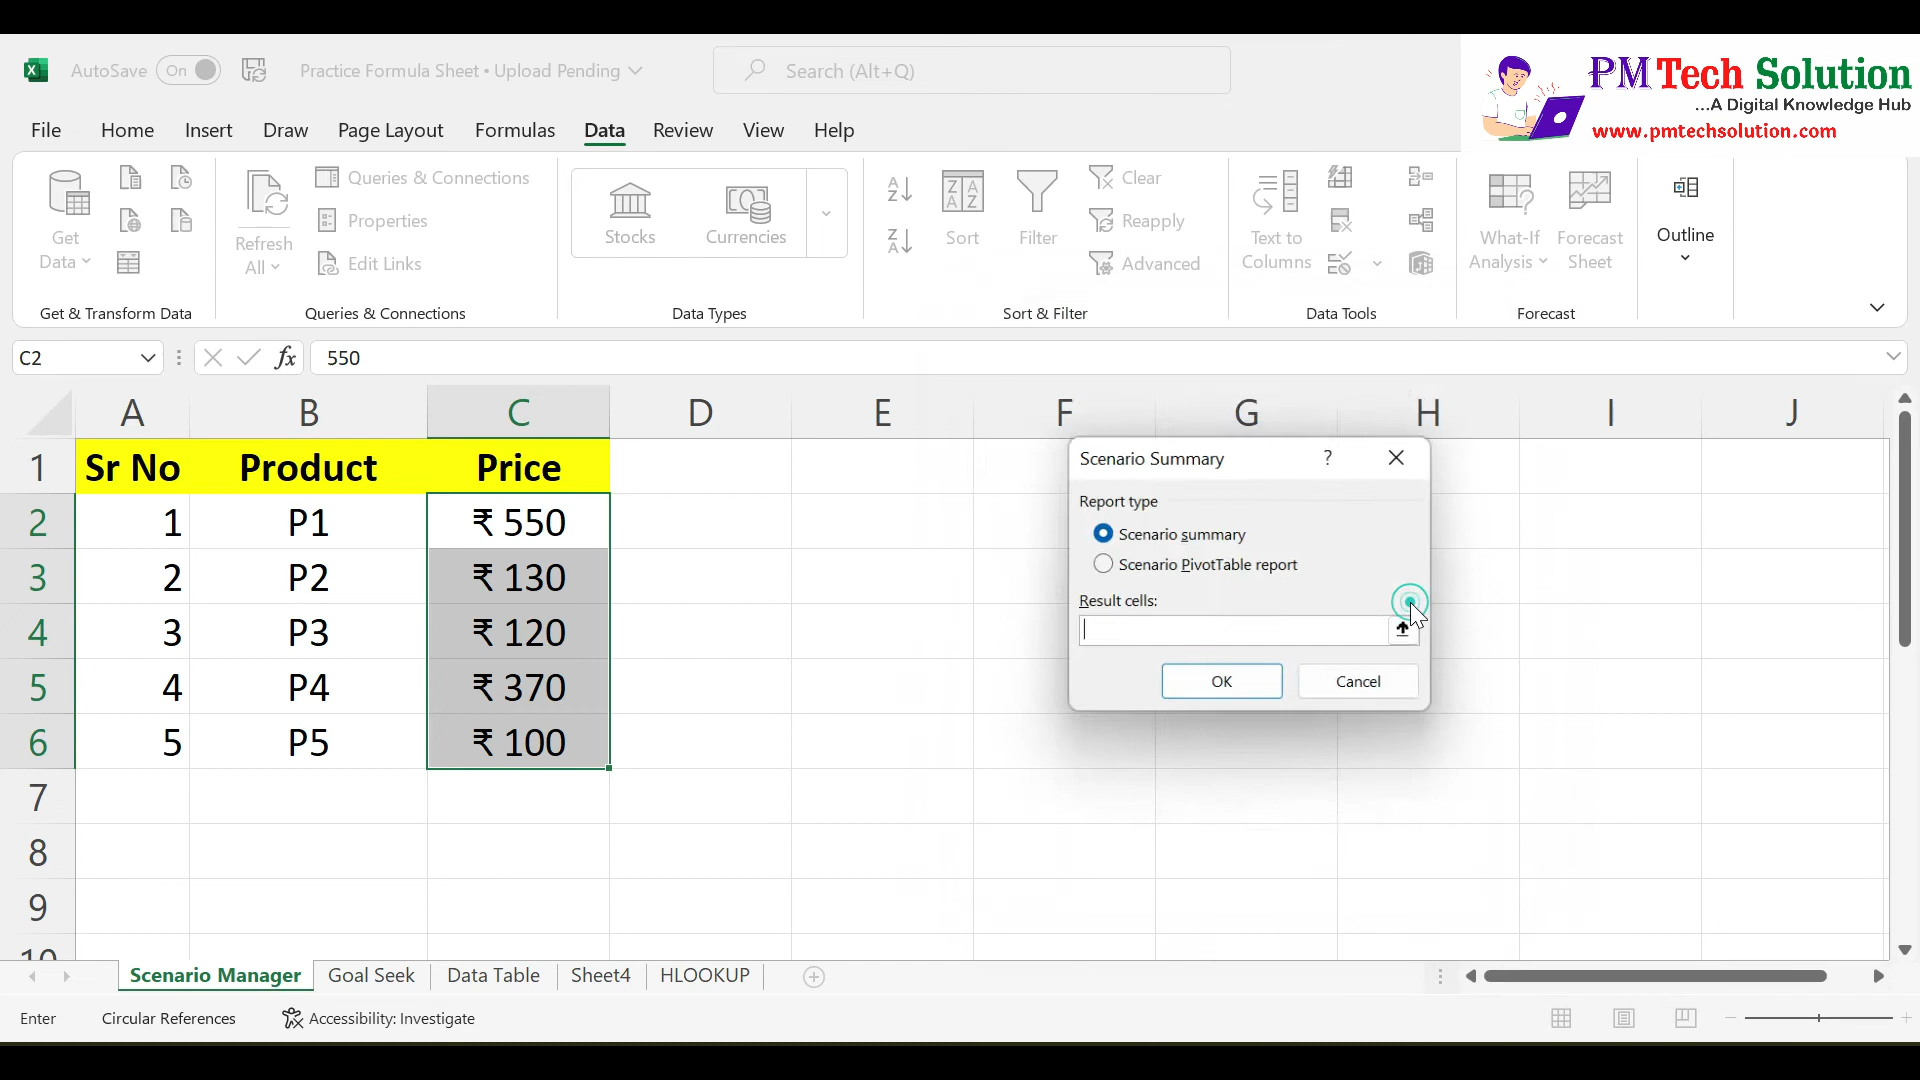 AutoSave On Practice Formula Sheet • Upload Pending Search (Alt+Q)
PM Tech Solution
...A Digital Knowledge Hub
www.pmtechsolution.com
File Home Insert Draw Page Layout Formulas Data Review View Help
Get Data
Refresh All
Queries & Connections
Properties
Edit Links
Stocks Currencies
Sort Filter
Clear
Reapply
Advanced
Text to Columns
What-If Analysis
Forecast Sheet
Outline
Get & Transform Data Queries & Connections Data Types Sort & Filter Data Tools Forecast
C2 fx 550
A B C D E F G H I J
1 Sr No Product Price
2 1 P1 ₹ 550
3 2 P2 ₹ 130
4 3 P3 ₹ 120
5 4 P4 ₹ 370
6 5 P5 ₹ 100
7
8
9
10
Scenario Summary ?
Report type
Scenario summary
Scenario PivotTable report
Result cells:
OK Cancel
Scenario Manager Goal Seek Data Table Sheet4 HLOOKUP
Enter Circular References Accessibility: Investigate